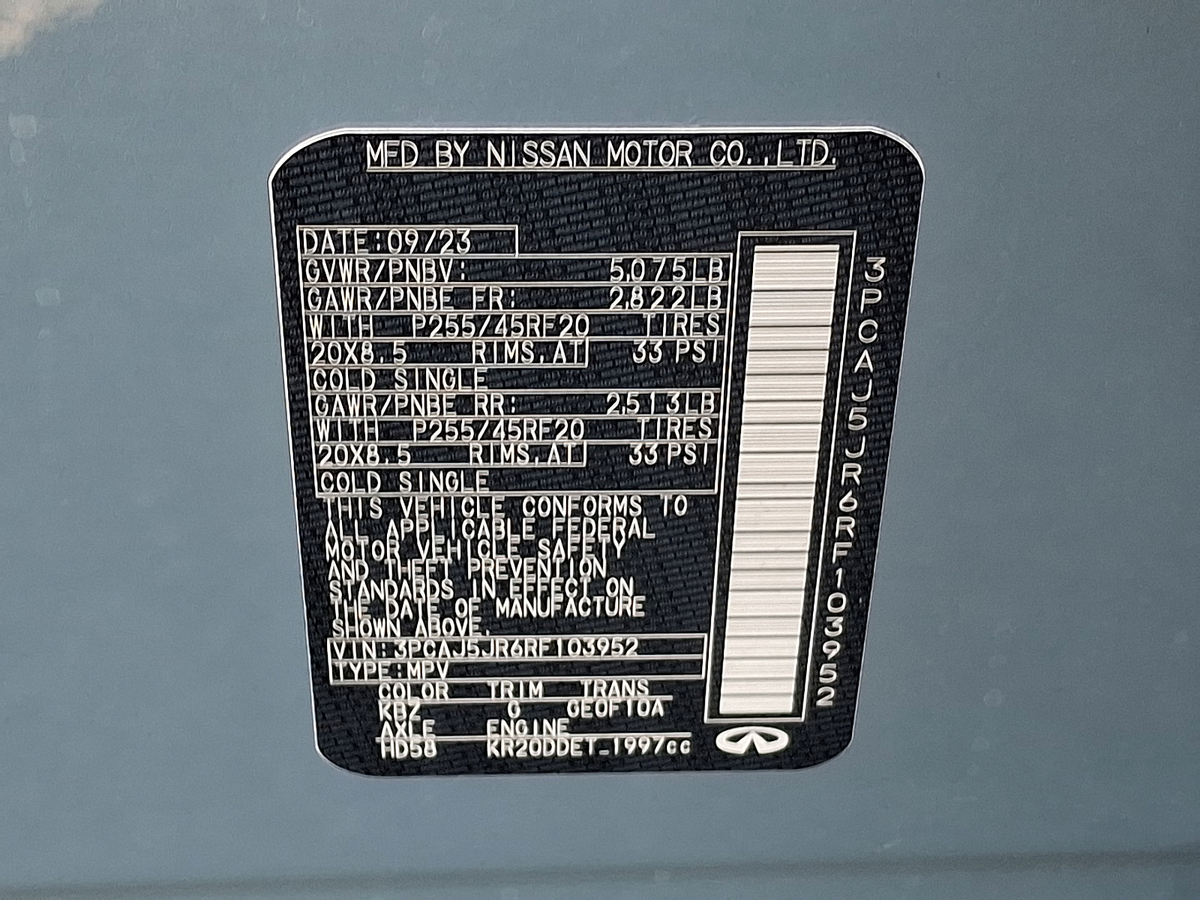 MFD BY NISSAN MOTOR CO.,LTD.
DATE:09/23
GVWR/PNBV: 5,075LB
GAWR/PNBE FR: 2,822LB
WITH P255/45RF20 TIRES
20X8.5 RIMS,AT 33 PSI
COLD SINGLE
GAWR/PNBE RR: 2,513LB
WITH P255/45RF20 TIRES
20X8.5 RIMS,AT 33 PSI
COLD SINGLE
THIS VEHICLE CONFORMS TO
ALL APPLICABLE FEDERAL
MOTOR VEHICLE SAFETY
AND THEFT PREVENTION
STANDARDS IN EFFECT ON
THE DATE OF MANUFACTURE
SHOWN ABOVE.
VIN:3PCAJ5JR6RF103952
TYPE:MPV
COLOR TRIM TRANS
KBZ G GE0F10A
AXLE ENGINE
HD58 KR20DDET-1997cc
3PCAJ5JR6RF103952